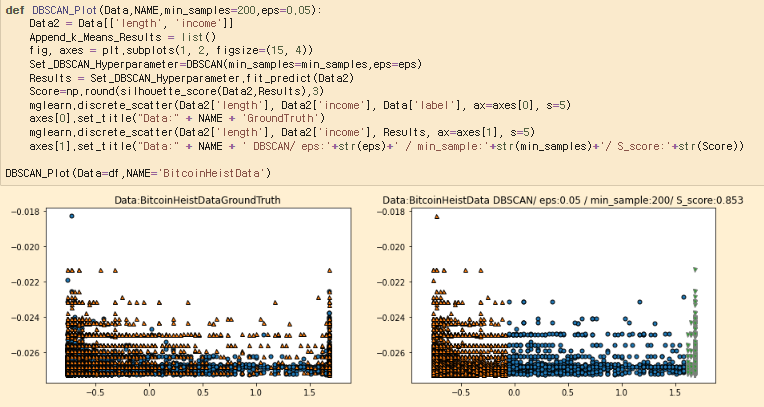 def DBSCAN_Plot(Data,NAME,min_samples=200,eps=0.05):
    Data2 = Data[['length', 'income']]
    Append_k_Means_Results = list()
    fig, axes = plt.subplots(1, 2, figsize=(15, 4))
    Set_DBSCAN_Hyperparameter=DBSCAN(min_samples=min_samples,eps=eps)
    Results = Set_DBSCAN_Hyperparameter.fit_predict(Data2)
    Score=np.round(silhouette_score(Data2,Results),3)
    mglearn.discrete_scatter(Data2['length'], Data2['income'], Data['label'], ax=axes[0], s=5)
    axes[0].set_title("Data:" + NAME + 'GroundTruth')
    mglearn.discrete_scatter(Data2['length'], Data2['income'], Results, ax=axes[1], s=5)
    axes[1].set_title("Data:" + NAME + ' DBSCAN/ eps:'+str(eps)+' / min_sample:'+str(min_samples)+'/ S_score:'+str(Score))
DBSCAN_Plot(Data=df,NAME='BitcoinHeistData')
Data:BitcoinHeistDataGroundTruth
−0.018
−0.020
−0.022
−0.024
−0.026
−0.5 0.0 0.5 1.0 1.5
Data:BitcoinHeistData DBSCAN/ eps:0.05 / min_sample:200/ S_score:0.853
−0.018
−0.020
−0.022
−0.024
−0.026
−0.5 0.0 0.5 1.0 1.5